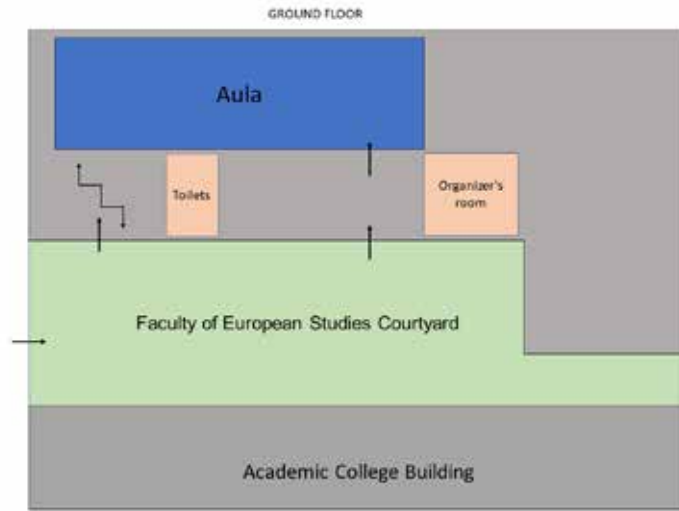 GROUND FLOOR
Aula
Toilets
Organizer's
room
Faculty of European Studies Courtyard
Academic College Building